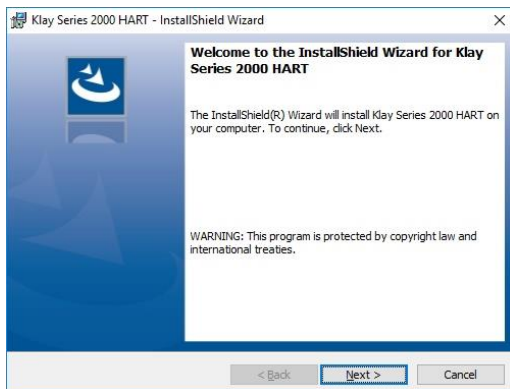 Klay Series 2000 HART - InstallShield Wizard
Welcome to the InstallShield Wizard for Klay
Series 2000 HART
The InstallShield(R) Wizard will install Klay Series 2000 HART on
your computer. To continue, click Next.
WARNING: This program is protected by copyright law and
international treaties.
< Back
Next >
Cancel